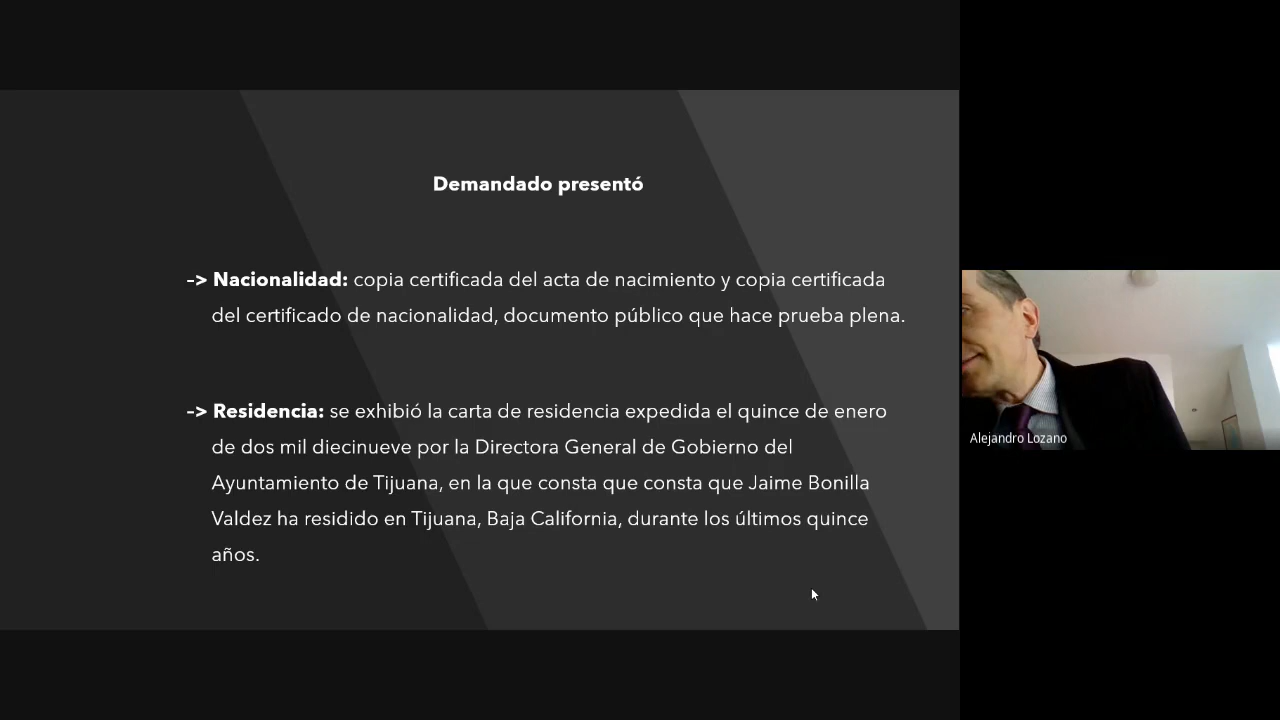 Demandado presentó
–> Nacionalidad: copia certificada del acta de nacimiento y copia certificada
del certificado de nacionalidad, documento público que hace prueba plena.
–> Residencia: se exhibió la carta de residencia expedida el quince de enero
de dos mil diecinueve por la Directora General de Gobierno del
Ayuntamiento de Tijuana, en la que consta que consta que Jaime Bonilla
Valdez ha residido en Tijuana, Baja California, durante los últimos quince
años.
Alejandro Lozano